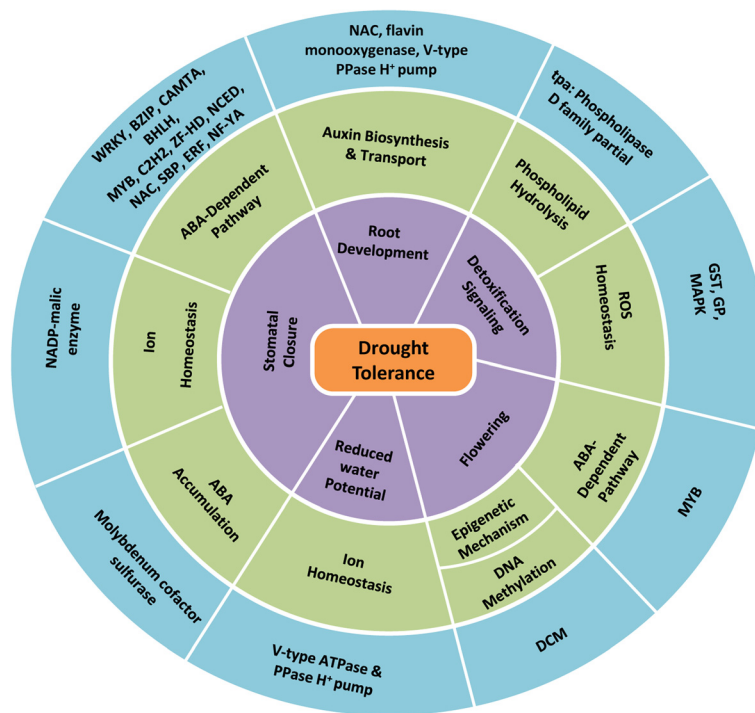 NAC, flavin
monooxygenase, V-type
PPase H⁺ pump
tpa: Phospholipase
D family partial
GST, GP,
MAPK
MYB
DCM
V-type ATPase &
PPase H⁺ pump
Molybdenum cofactor
sulfurase
NADP-malic
enzyme
WRKY, BZIP, CAMTA,
BHLH,
MYB, C2H2, ZF-HD, NCED,
NAC, SBP, ERF, NF-YA
Auxin Biosynthesis
& Transport
Phospholipid
Hydrolysis
ROS
Homeostasis
ABA-
Dependent
Pathway
Epigenetic
Mechanism
DNA
Methylation
Ion
Homeostasis
ABA
Accumulation
Ion
Homeostasis
ABA-Dependent
Pathway
Root
Development
Detoxification
Signaling
Flowering
Reduced
water
Potential
Stomatal
Closure
Drought
Tolerance